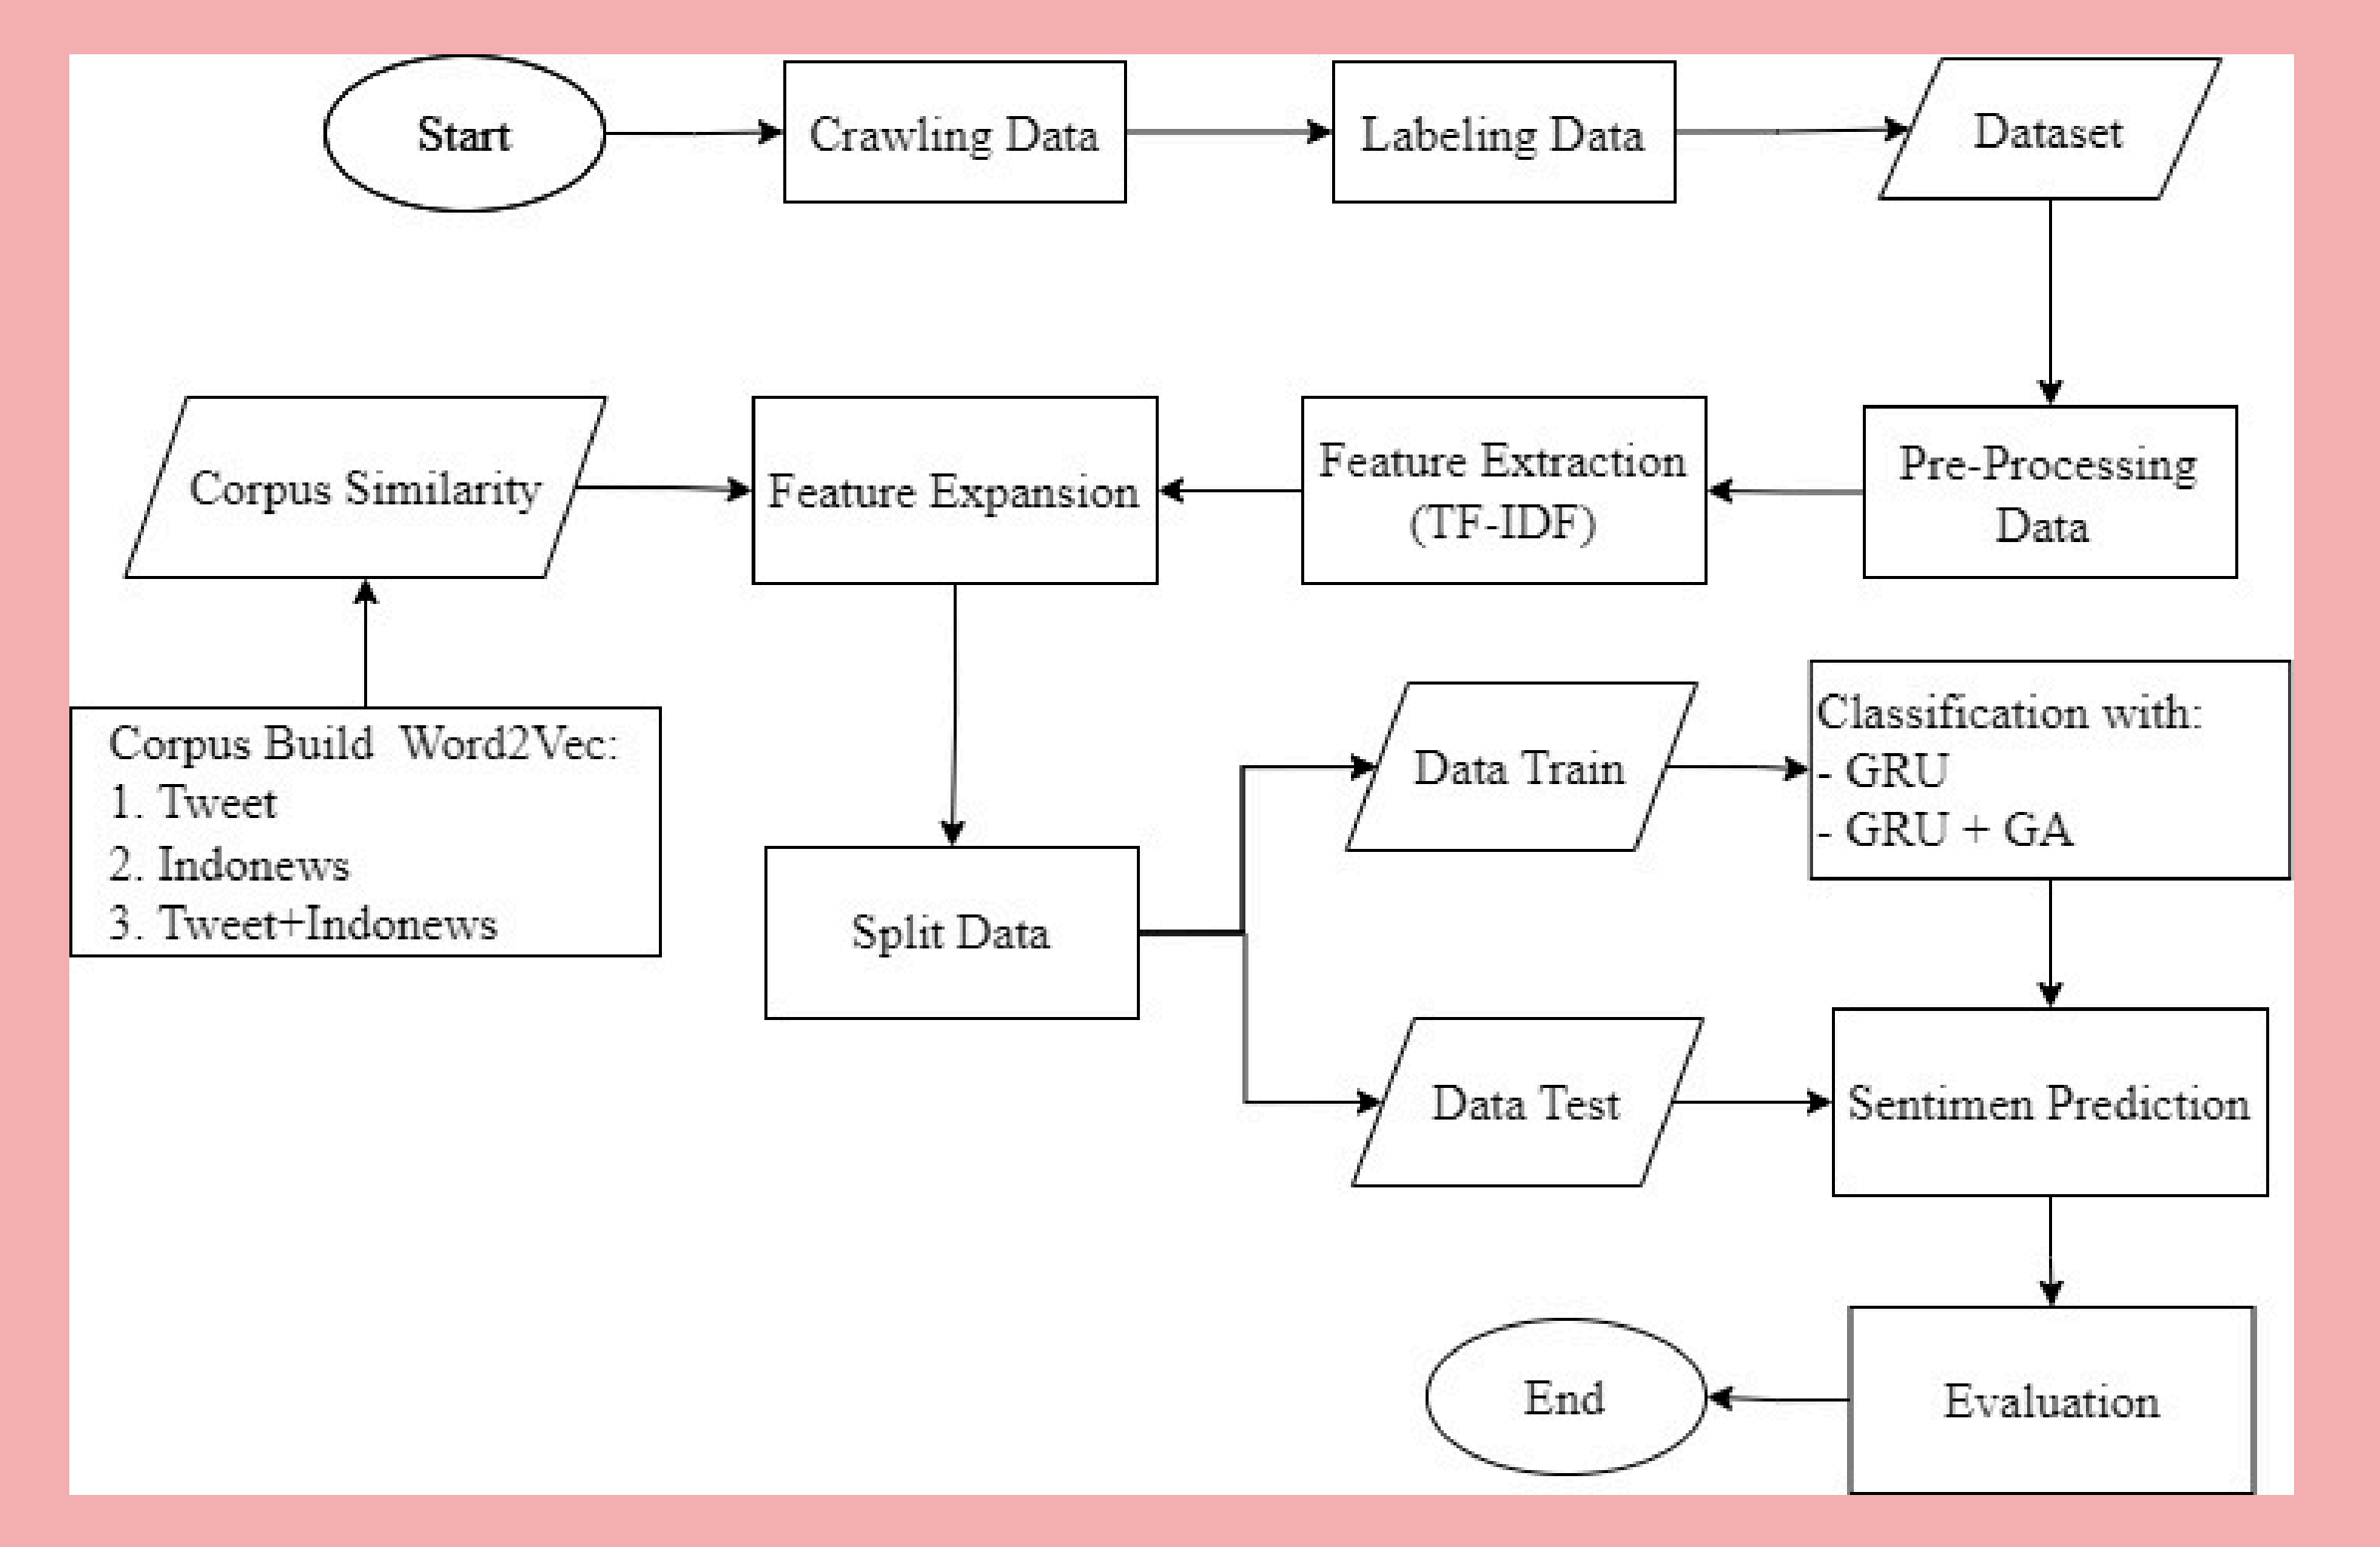 Start
Crawling Data
Labeling Data
Dataset
Corpus Similarity
Feature Expansion
Feature Extraction
(TF-IDF)
Pre-Processing
Data
Corpus Build  Word2Vec:
1. Tweet
2. Indonews
3. Tweet+Indonews
Split Data
Data Train
Classification with:
- GRU
- GRU + GA
Data Test
Sentimen Prediction
End
Evaluation